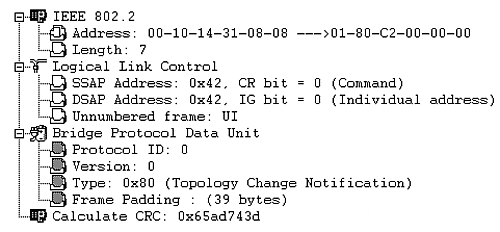 IEEE 802.2
Address: 00-10-14-31-08-08 --->01-80-C2-00-00-00
Length: 7
Logical Link Control
SSAP Address: 0x42, CR bit = 0 (Command)
DSAP Address: 0x42, IG bit = 0 (Individual address)
Unnumbered frame: UI
Bridge Protocol Data Unit
Protocol ID: 0
Version: 0
Type: 0x80 (Topology Change Notification)
Frame Padding : (39 bytes)
Calculate CRC: 0x65ad743d